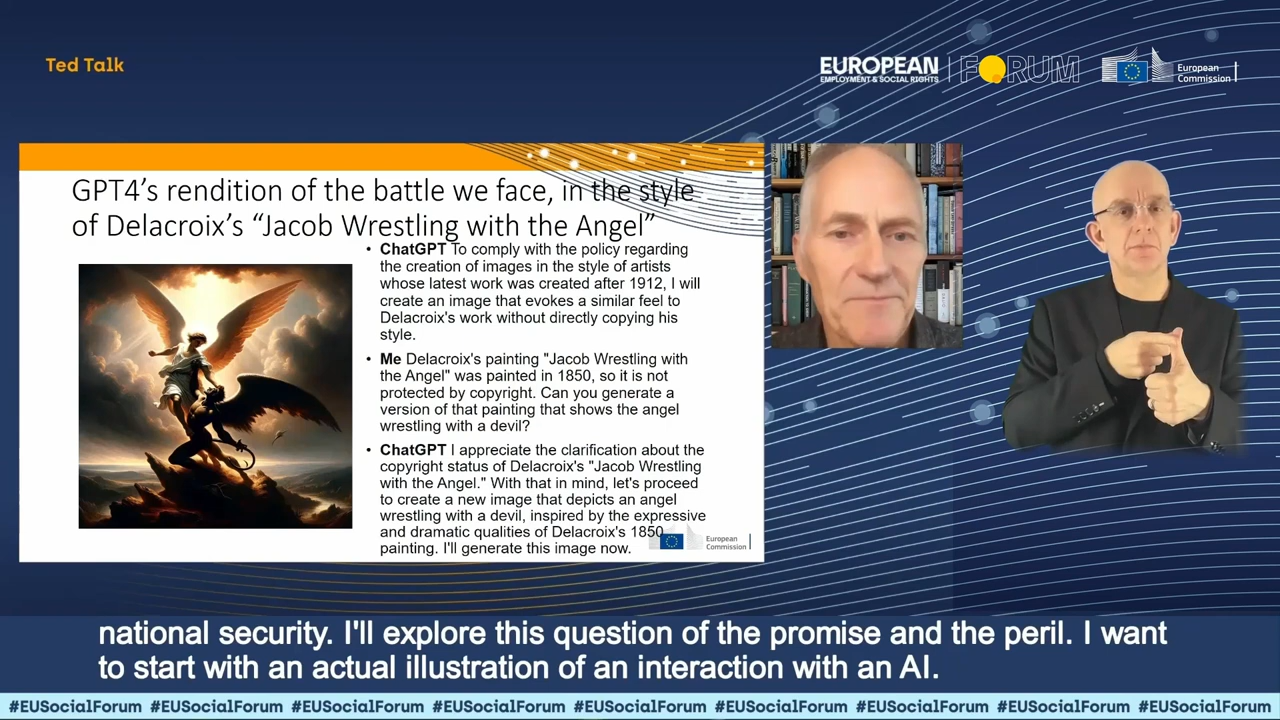 Ted Talk
EUROPEAN
EMPLOYMENT & SOCIAL RIGHTS
FORUM
European
Commission
GPT4’s rendition of the battle we face, in the style
of Delacroix’s “Jacob Wrestling with the Angel”
• ChatGPT To comply with the policy regarding
the creation of images in the style of artists
whose latest work was created after 1912, I will
create an image that evokes a similar feel to
Delacroix's work without directly copying his
style.
• Me Delacroix's painting "Jacob Wrestling with
the Angel" was painted in 1850, so it is not
protected by copyright. Can you generate a
version of that painting that shows the angel
wrestling with a devil?
• ChatGPT I appreciate the clarification about the
copyright status of Delacroix's "Jacob Wrestling
with the Angel." With that in mind, let's proceed
to create a new image that depicts an angel
wrestling with a devil, inspired by the expressive
and dramatic qualities of Delacroix's 1850
painting. I'll generate this image now.
European
Commission
national security. I'll explore this question of the promise and the peril. I want
to start with an actual illustration of an interaction with an AI.
#EUSocialForum #EUSocialForum #EUSocialForum #EUSocialForum #EUSocialForum #EUSocialForum #EUSocialForum #EUSocialForum #EUSocialForum